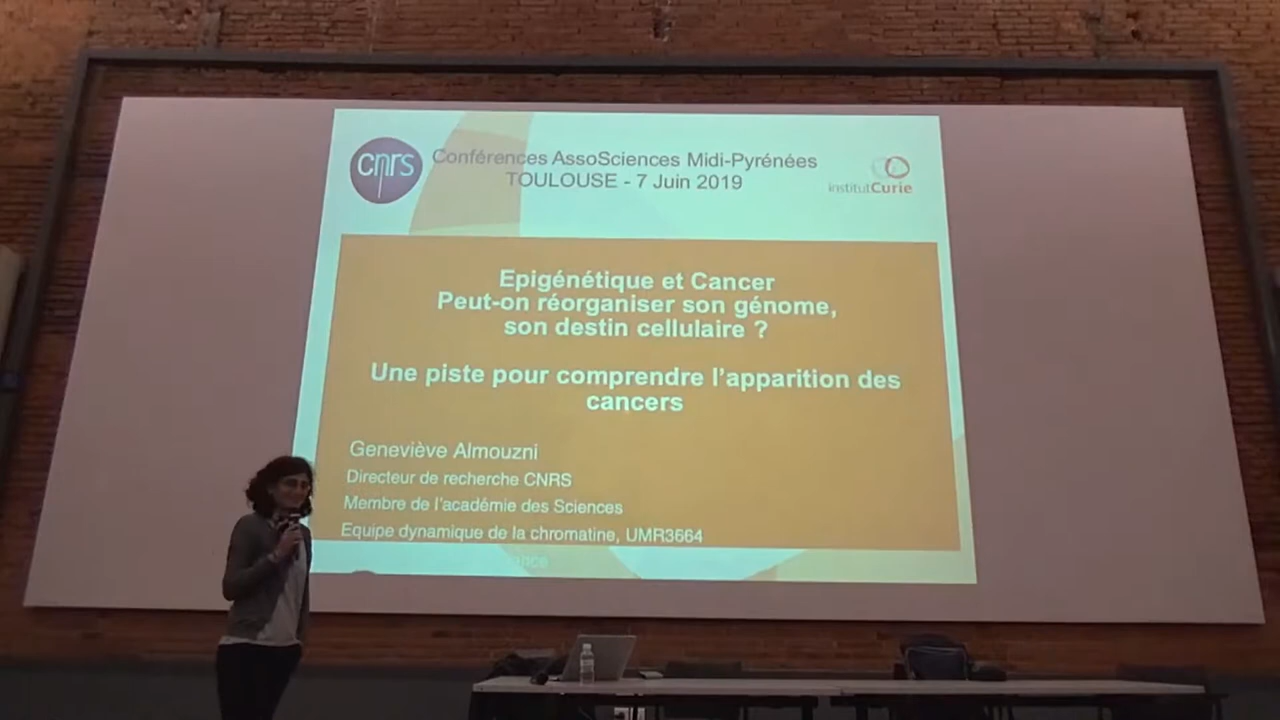 cnrs
Conférences AssoSciences Midi-Pyrénées
TOULOUSE - 7 Juin 2019
institutCurie
Epigénétique et Cancer
Peut-on réorganiser son génome,
son destin cellulaire ?
Une piste pour comprendre l'apparition des
cancers
Geneviève Almouzni
Directeur de recherche CNRS
Membre de l'académie des Sciences
Equipe dynamique de la chromatine, UMR3664